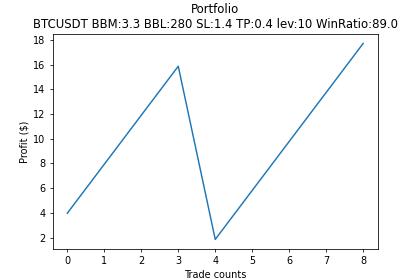 Portfolio
BTCUSDT BBM:3.3 BBL:280 SL:1.4 TP:0.4 lev:10 WinRatio:89.0
18
16
14
12
10
8
6
4
2
Profit ($)
0 1 2 3 4 5 6 7 8
Trade counts